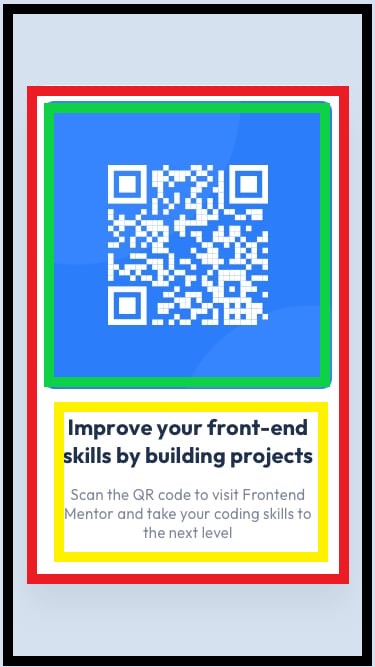 Improve your front-end
skills by building projects
Scan the QR code to visit Frontend
Mentor and take your coding skills to
the next level